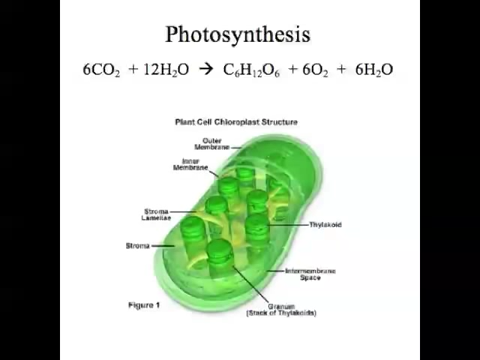 Photosynthesis
6CO₂ + 12H₂O → C₆H₁₂O₆ + 6O₂ + 6H₂O
Plant Cell Chloroplast Structure
Outer
Membrane
Inner
Membrane
Stroma
Lamellae
Thylakoid
Stroma
Intermembrane
Space
Granum
(Stack of Thylakoids)
Figure 1